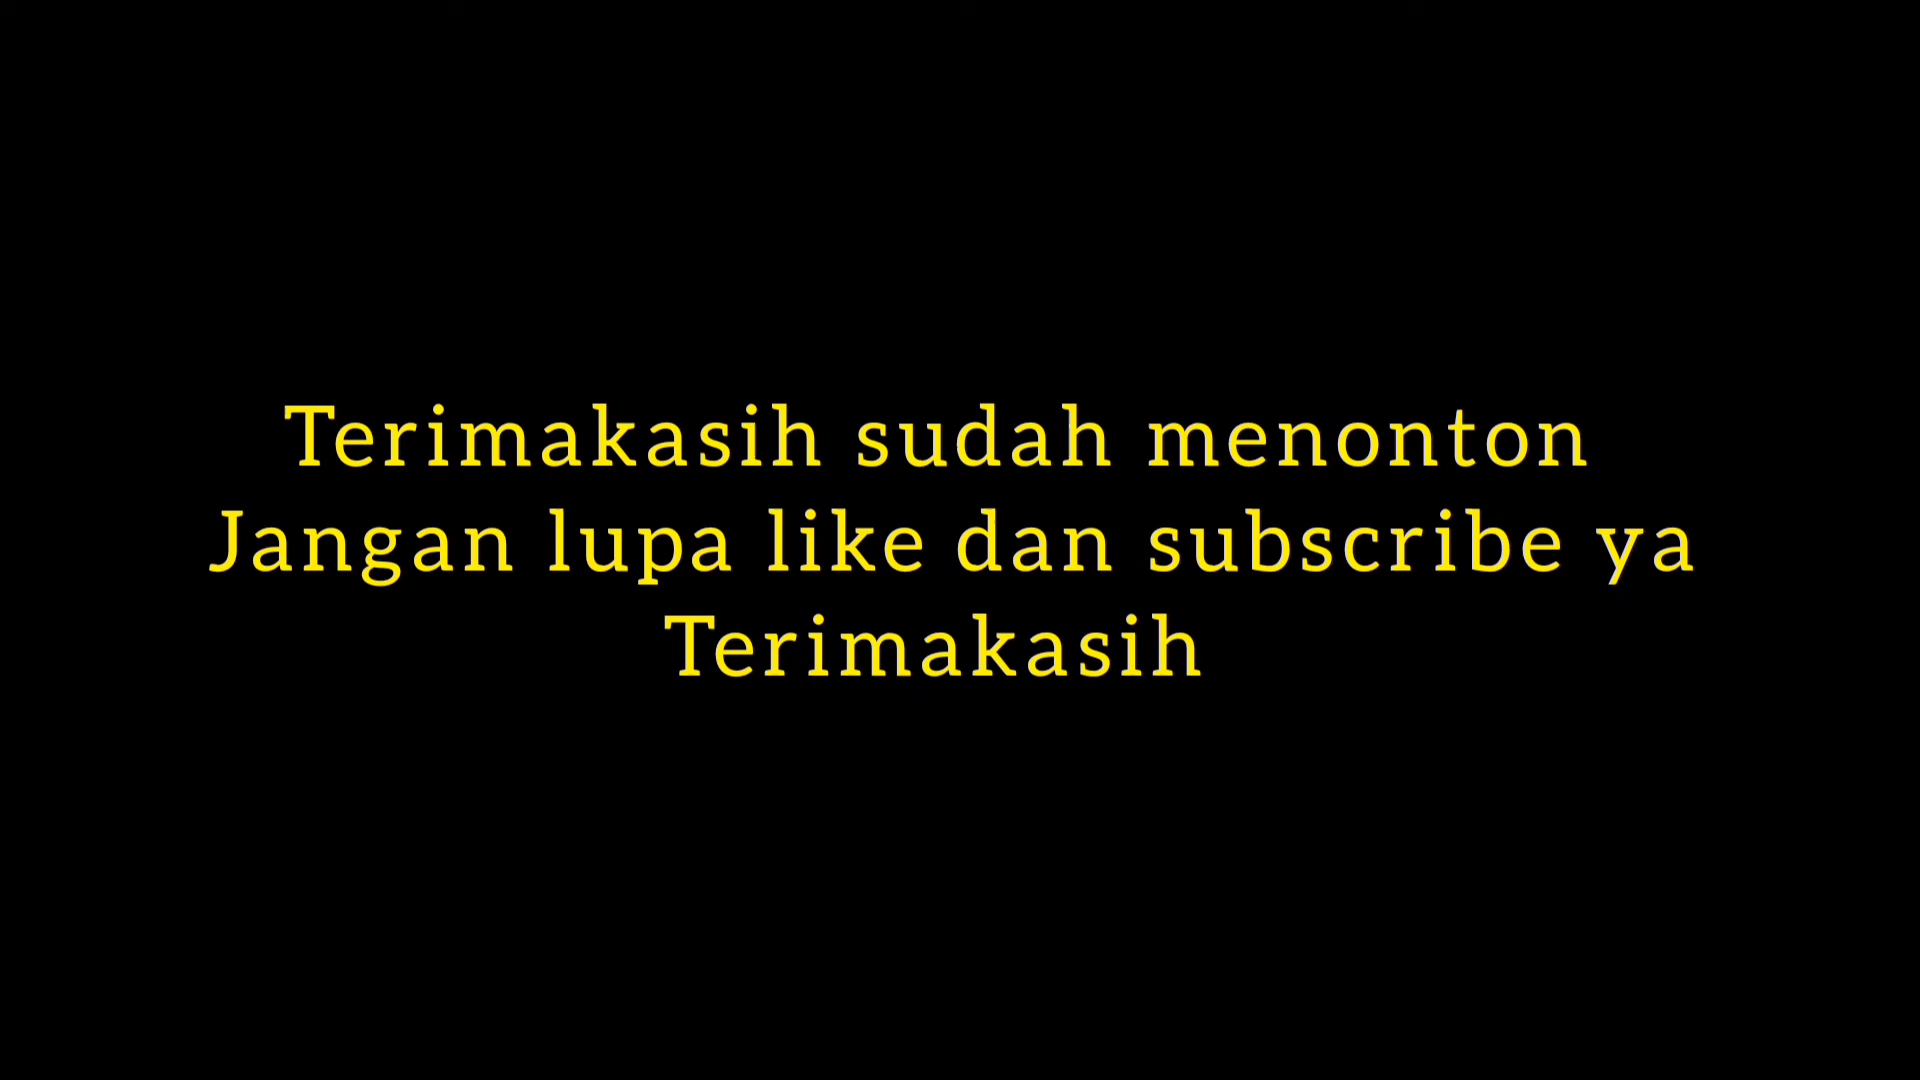 Terimakasih sudah menonton
Jangan lupa like dan subscribe ya
Terimakasih